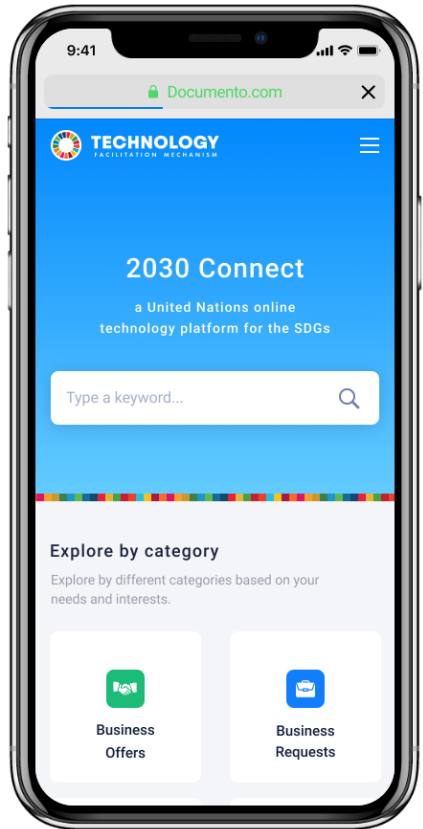 9:41
Documento.com
TECHNOLOGY
FACILITATION MECHANISM
2030 Connect
a United Nations online
technology platform for the SDGs
Type a keyword...
Explore by category
Explore by different categories based on your
needs and interests.
Business
Offers
Business
Requests